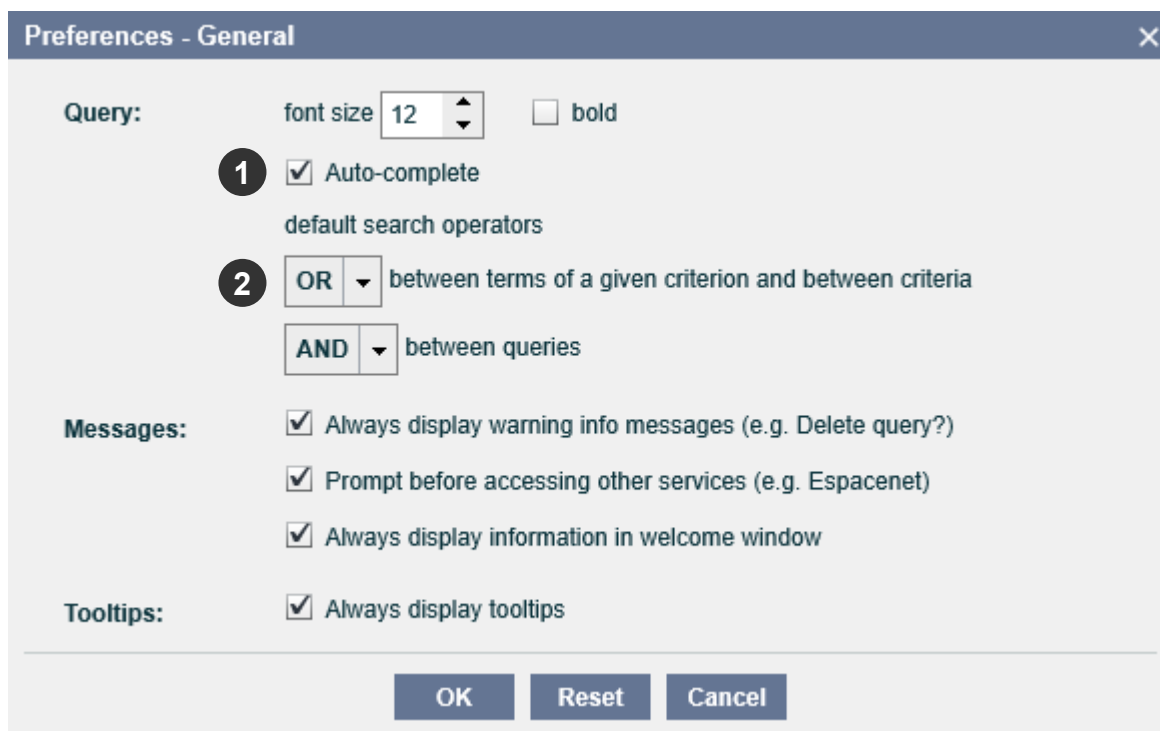 Preferences - General
Query: font size 12 bold
1 Auto-complete
default search operators
2 OR between terms of a given criterion and between criteria
AND between queries
Messages: Always display warning info messages (e.g. Delete query?)
Prompt before accessing other services (e.g. Espacenet)
Always display information in welcome window
Tooltips: Always display tooltips
OK Reset Cancel